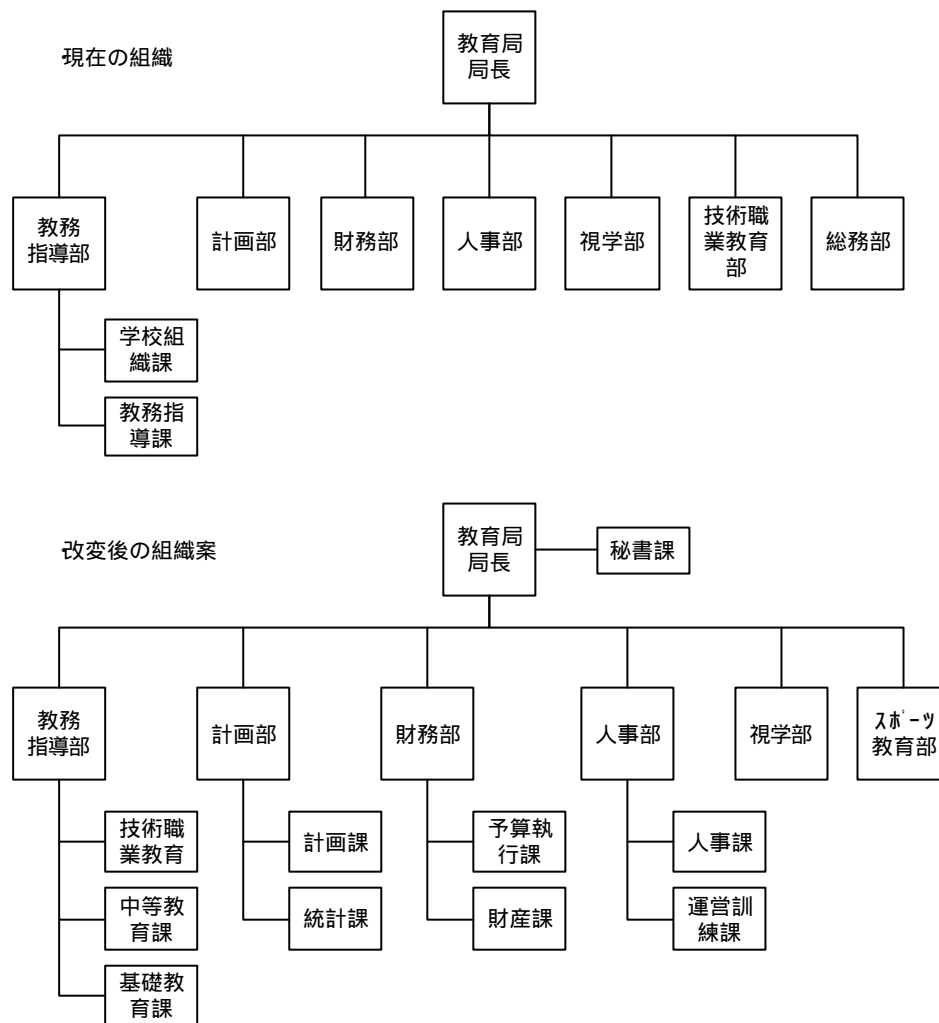 ･現在の組織
教育局
局長
教務
指導部
計画部
財務部
人事部
視学部
技術職
業教育
部
総務部
学校組
織課
教務指
導課
･改変後の組織案
教育局
局長
秘書課
教務
指導部
計画部
財務部
人事部
視学部
ｽﾎﾟｰﾂ
教育部
技術職
業教育
計画課
予算執
行課
人事課
中等教
育課
統計課
財産課
運営訓
練課
基礎教
育課